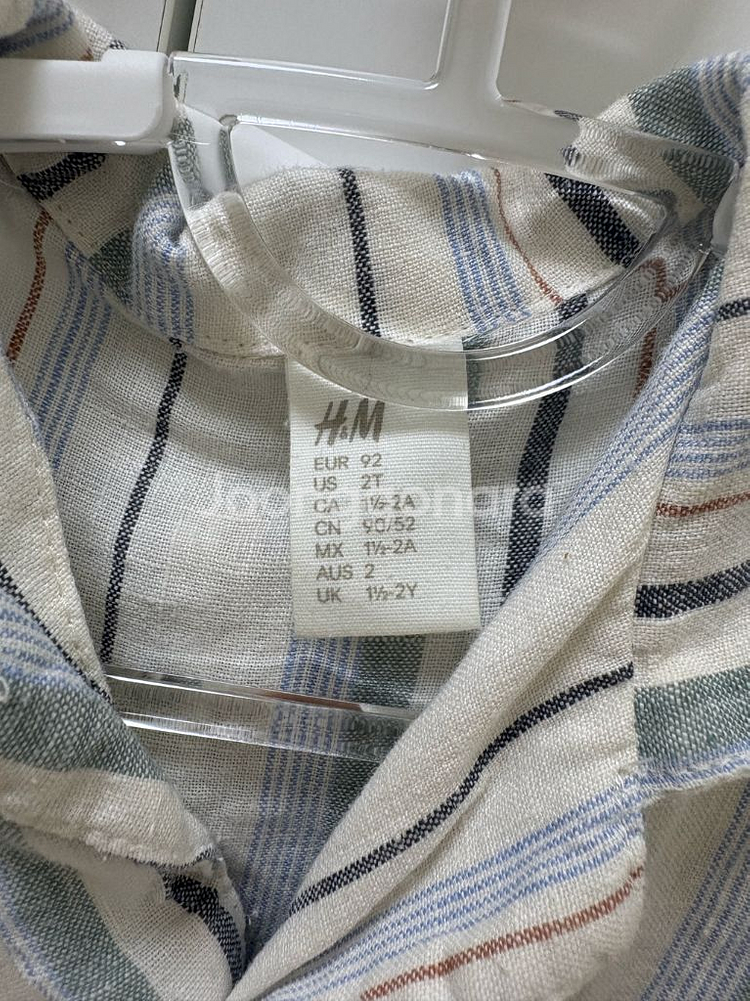 H&M
EUR 92
US 2T
CA 1½-2A
CN 90/52
MX 1½-2A
AUS 2
UK 1½-2Y